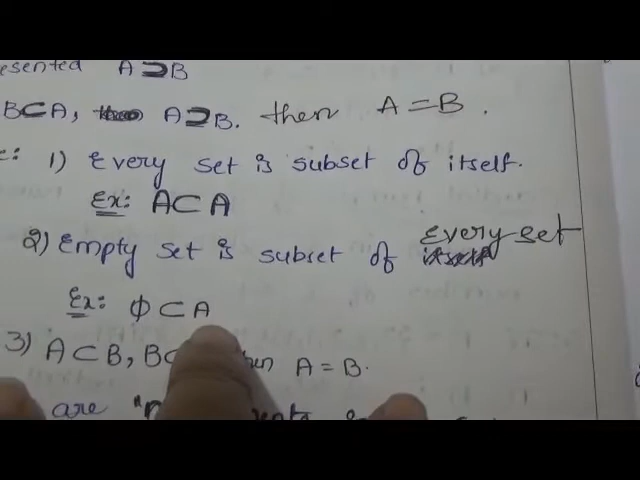 esented A⊃B
B⊂A, A⊇B. then A=B.
e: 1) Every set is subset of itself.
Ex: A⊂A
2) Empty set is subset of every set
Ex: ϕ⊂A
3) A⊂B, B⊂ then A=B.
are